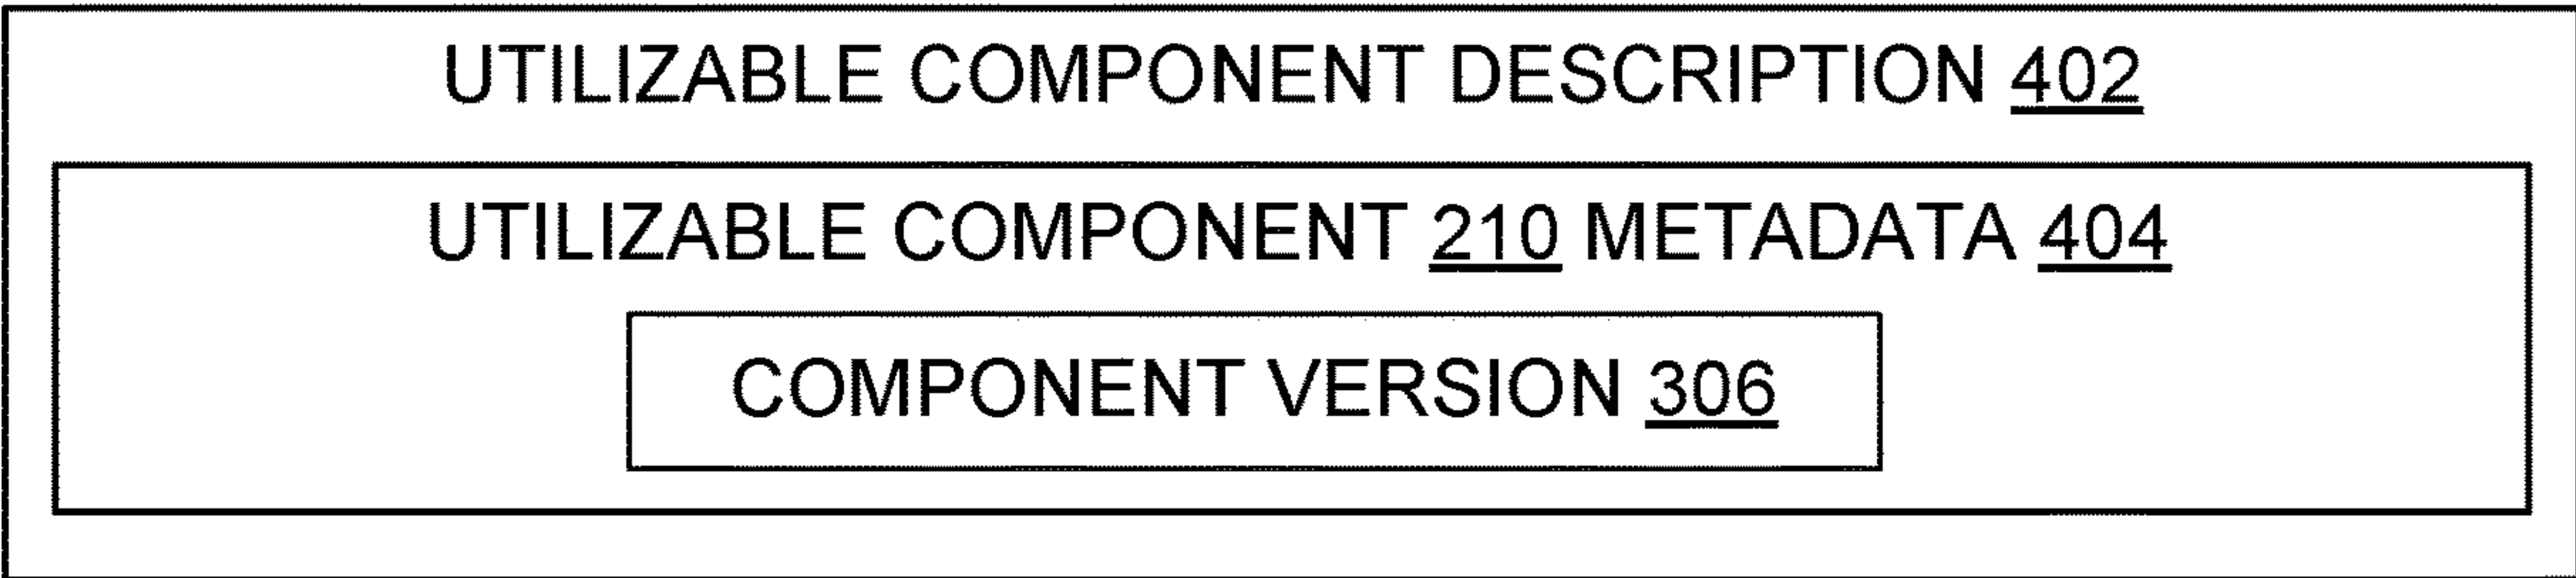 UTILIZABLE COMPONENT DESCRIPTION 402
UTILIZABLE COMPONENT 210 METADATA 404
COMPONENT VERSION 306